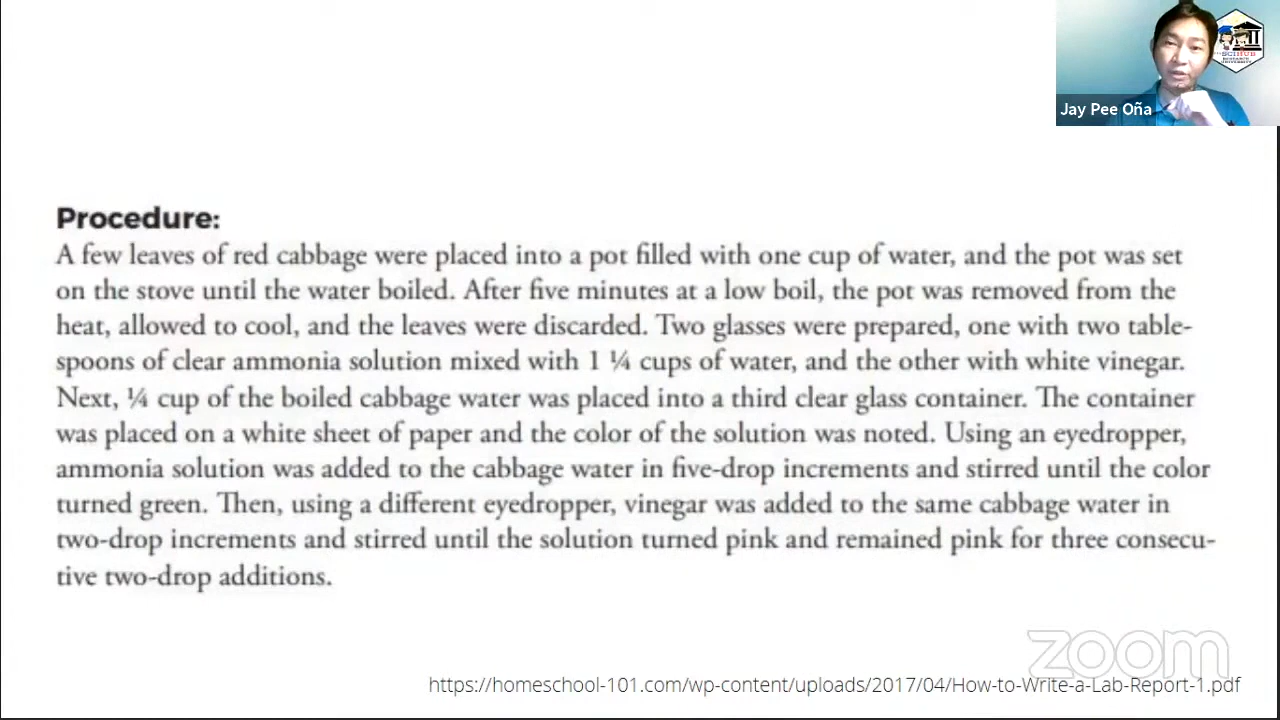 SCIHUB
RESEARCH
UNIVERSITY
Jay Pee Oña
Procedure:
A few leaves of red cabbage were placed into a pot filled with one cup of water, and the pot was set
on the stove until the water boiled. After five minutes at a low boil, the pot was removed from the
heat, allowed to cool, and the leaves were discarded. Two glasses were prepared, one with two table-
spoons of clear ammonia solution mixed with 1 ¼ cups of water, and the other with white vinegar.
Next, ¼ cup of the boiled cabbage water was placed into a third clear glass container. The container
was placed on a white sheet of paper and the color of the solution was noted. Using an eyedropper,
ammonia solution was added to the cabbage water in five-drop increments and stirred until the color
turned green. Then, using a different eyedropper, vinegar was added to the same cabbage water in
two-drop increments and stirred until the solution turned pink and remained pink for three consecu-
tive two-drop additions.
zoom
https://homeschool-101.com/wp-content/uploads/2017/04/How-to-Write-a-Lab-Report-1.pdf